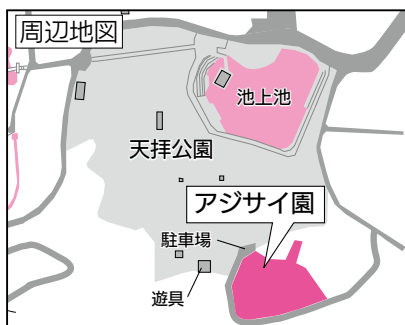 周辺地図
池上池
天拝公園
アジサイ園
駐車場
遊具